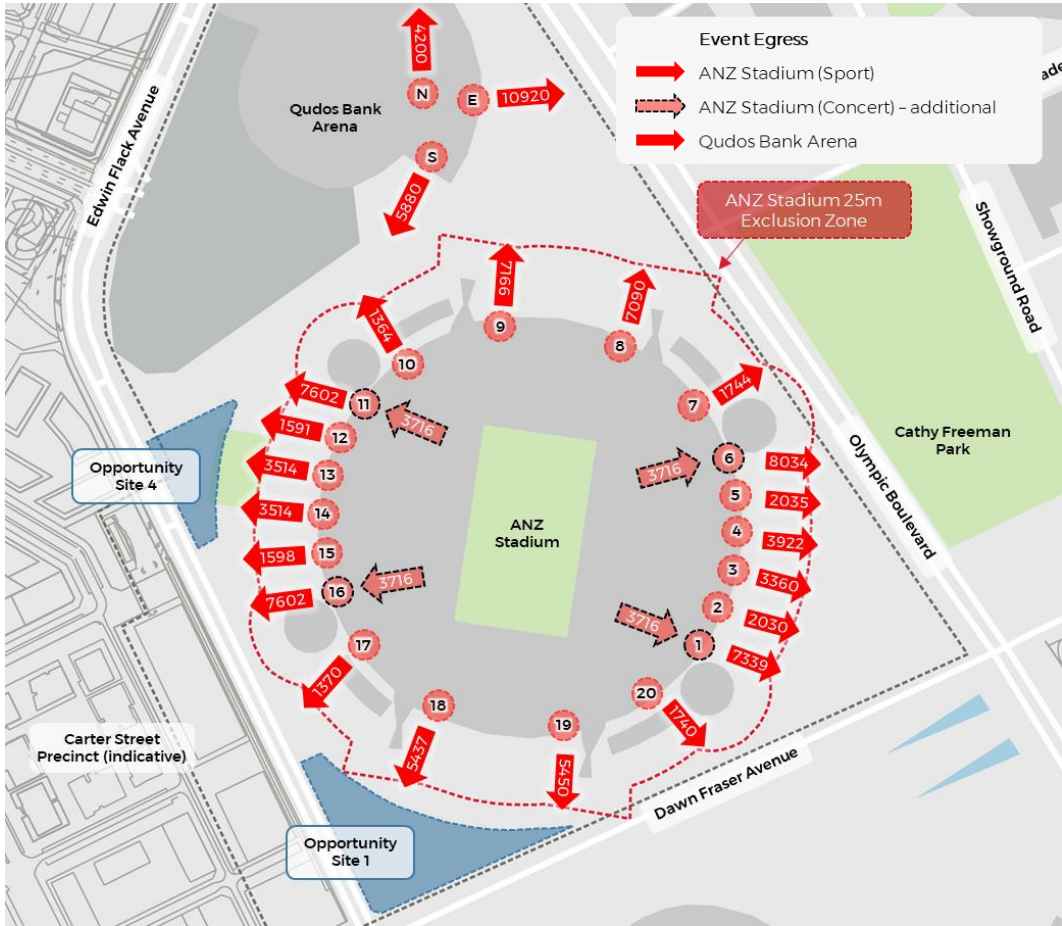 Event Egress
ANZ Stadium (Sport)
ANZ Stadium (Concert) – additional
Qudos Bank Arena
4200
N
E
10920
Qudos Bank
Arena
S
5880
Edwin Flack Avenue
ANZ Stadium 25m
Exclusion Zone
Showground Road
7166
9
7090
8
1364
10
1744
7
7602
11
3716
1591
12
3514
13
3514
14
1598
15
7602
16
3716
1370
17
3716
6
8034
5
2035
4
3922
3
3360
2
2030
3716
1
7339
ANZ
Stadium
Cathy Freeman
Park
Olympic Boulevard
Opportunity
Site 4
18
5437
19
5450
20
1740
Carter Street
Precinct (indicative)
Dawn Fraser Avenue
Opportunity
Site 1